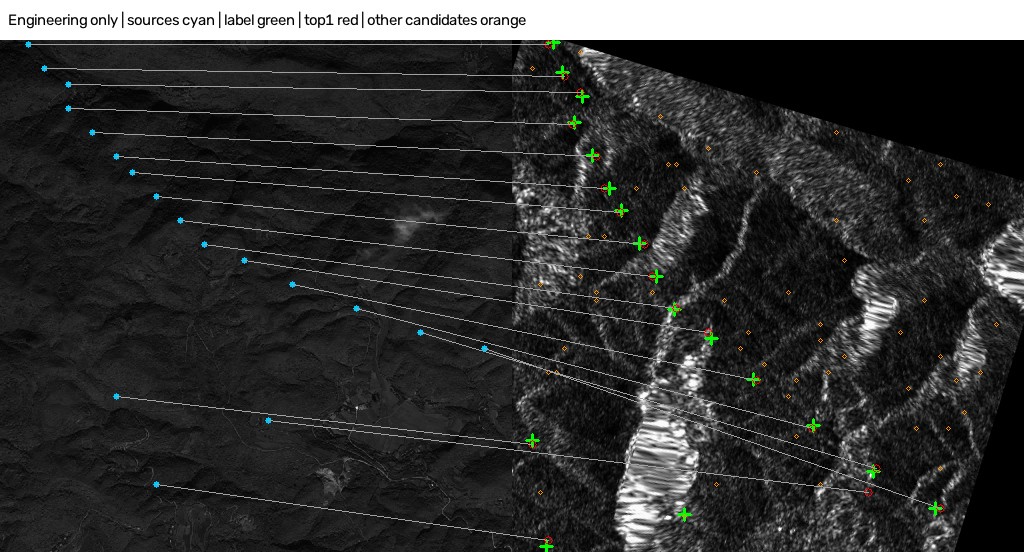 Engineering only | sources cyan | label green | top1 red | other candidates orange